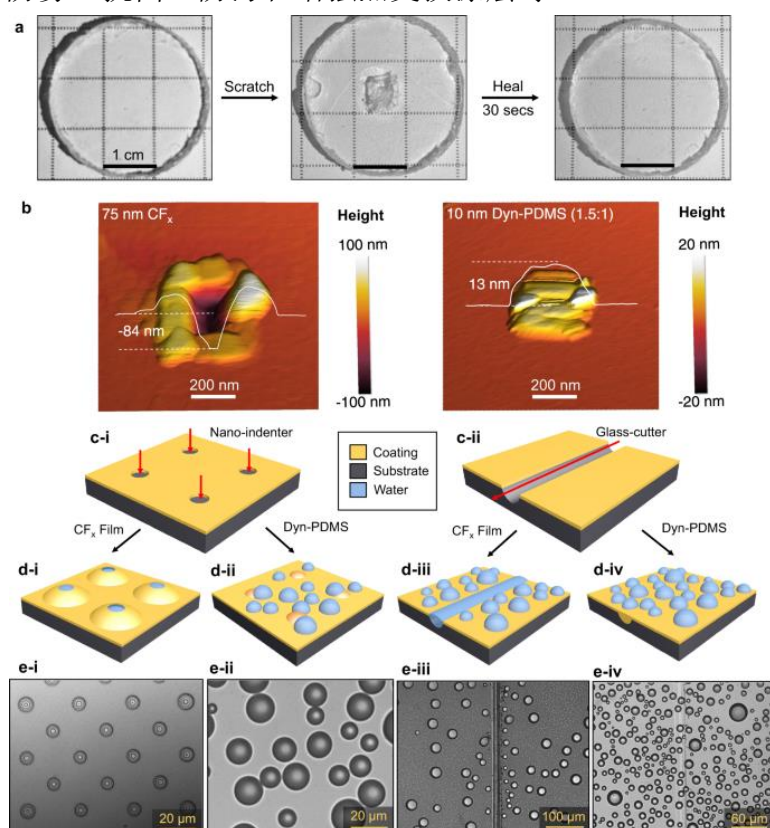 a
Scratch
Heal
30 secs
1 cm
b
75 nm CFₓ
Height
100 nm
-84 nm
200 nm
-100 nm
10 nm Dyn-PDMS (1.5:1)
Height
20 nm
13 nm
200 nm
-20 nm
c-i
Nano-indenter
Coating
Substrate
Water
c-ii
Glass-cutter
CFₓ Film
Dyn-PDMS
CFₓ Film
Dyn-PDMS
d-i
d-ii
d-iii
d-iv
e-i
e-ii
e-iii
e-iv
20 µm
20 µm
100 µm
60 µm